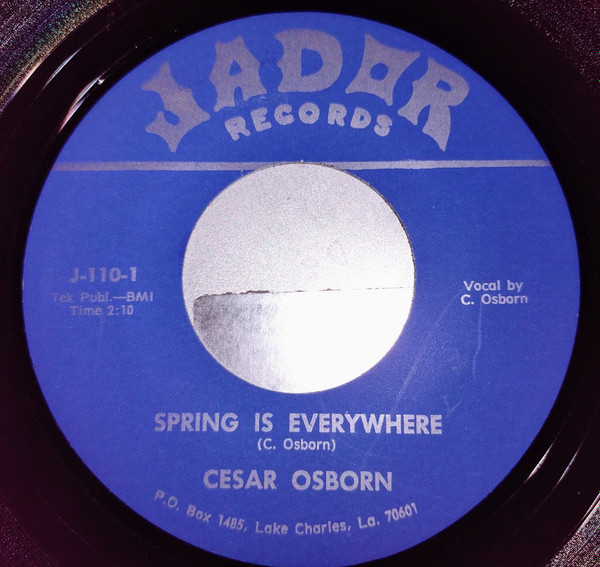 JADOR
RECORDS
J-110-1
Tek Publ.—BMI
Time 2:10
Vocal by
C. Osborn
SPRING IS EVERYWHERE
(C. Osborn)
CESAR OSBORN
P.O. Box 1485, Lake Charles, La. 70601